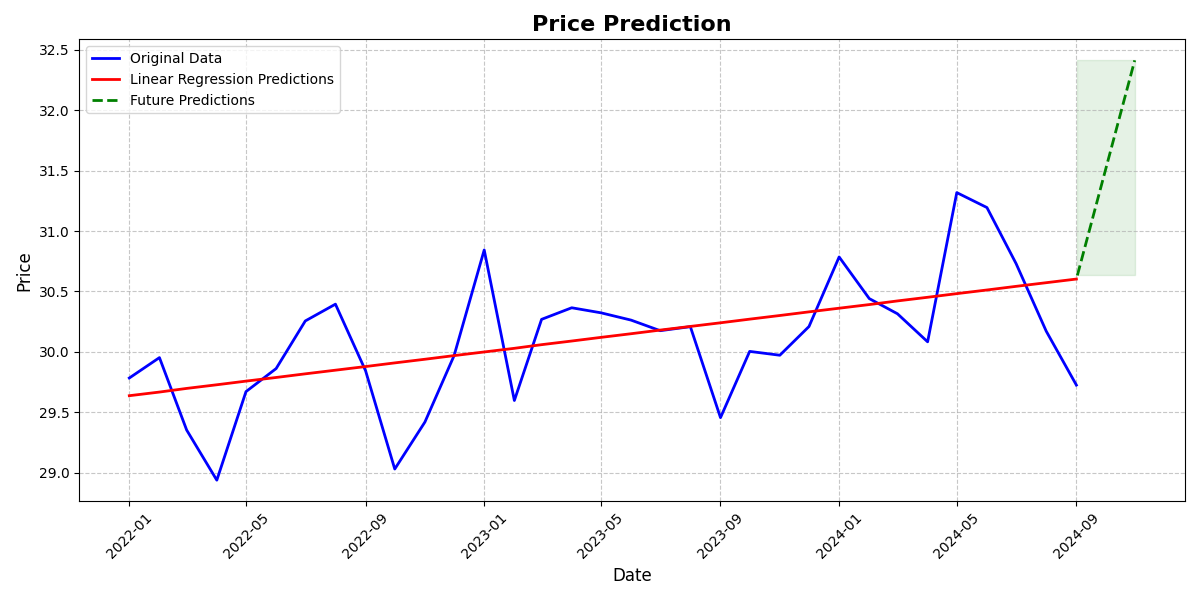 Price Prediction
Original Data
Linear Regression Predictions
Future Predictions
Price
32.5
32.0
31.5
31.0
30.5
30.0
29.5
29.0
2022-01
2022-05
2022-09
2023-01
2023-05
2023-09
2024-01
2024-05
2024-09
Date